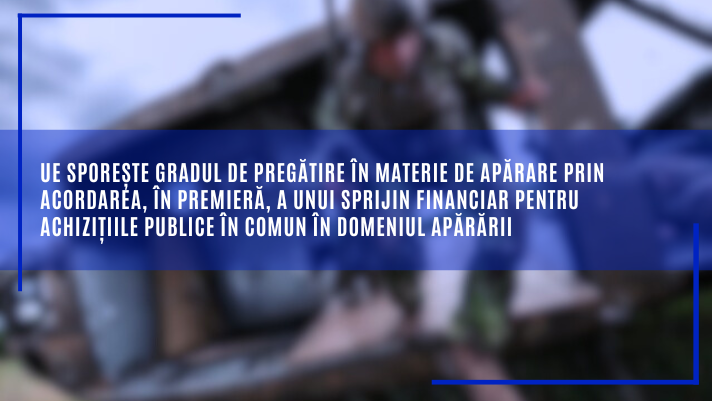 UE SPOREȘTE GRADUL DE PREGĂTIRE ÎN MATERIE DE APĂRARE PRIN
ACORDAREA, ÎN PREMIERĂ, A UNUI SPRIJIN FINANCIAR PENTRU
ACHIZIȚIILE PUBLICE ÎN COMUN ÎN DOMENIUL APĂRĂRII